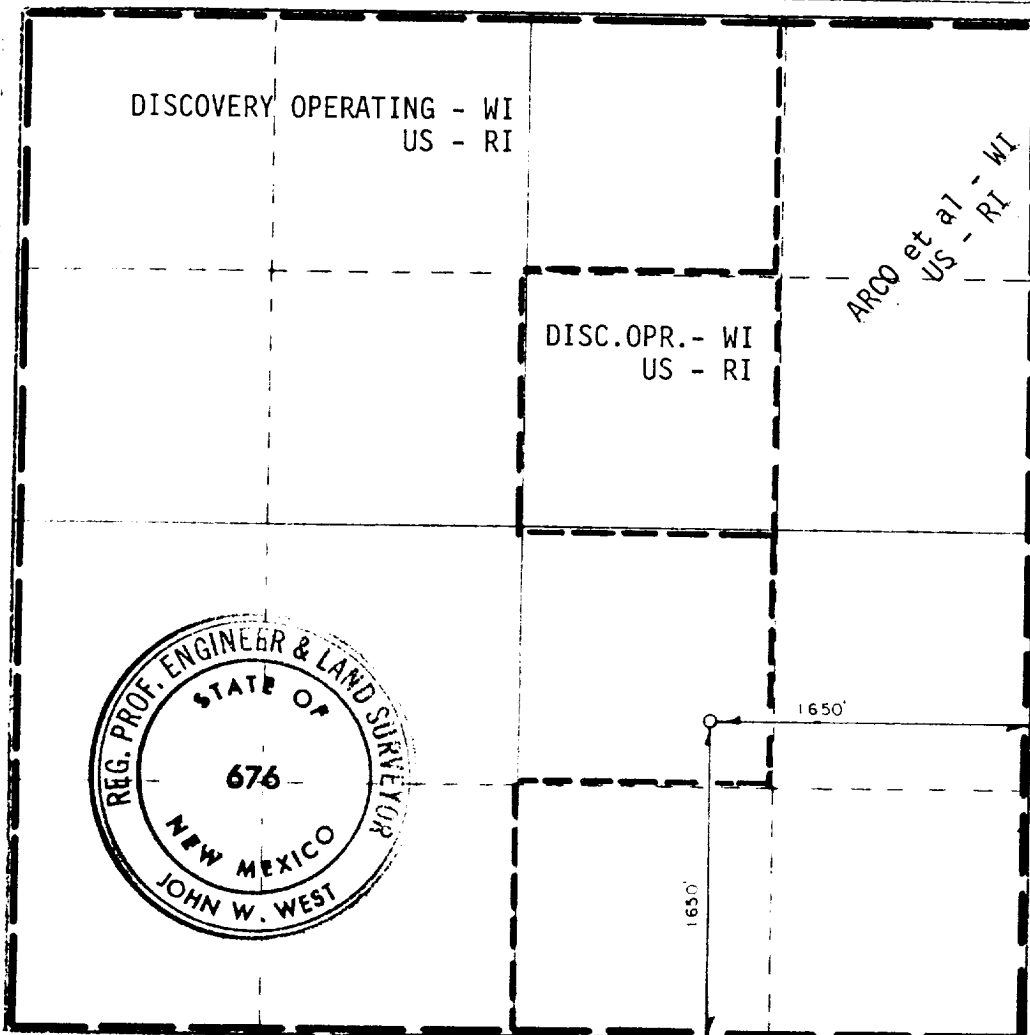 DISCOVERY OPERATING - WI
US - RI
ARCO et al - WI
US - RI
DISC.OPR.- WI
US - RI
REG. PROF. ENGINEER & LAND SURVEYOR
STATE OF
676
NEW MEXICO
JOHN W. WEST
1650'
1650'